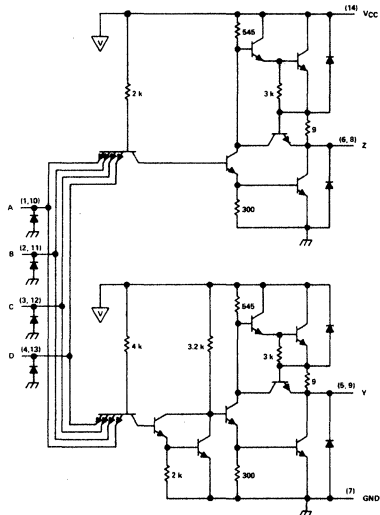 (14)
VCC
V
545
2 k
3 k
9
(6, 8)
Z
A
(1,10)
300
B
(2, 11)
C
(3, 12)
V
545
D
(4,13)
4 k
3.2 k
3 k
9
(5, 9)
Y
2 k
300
(7)
GND